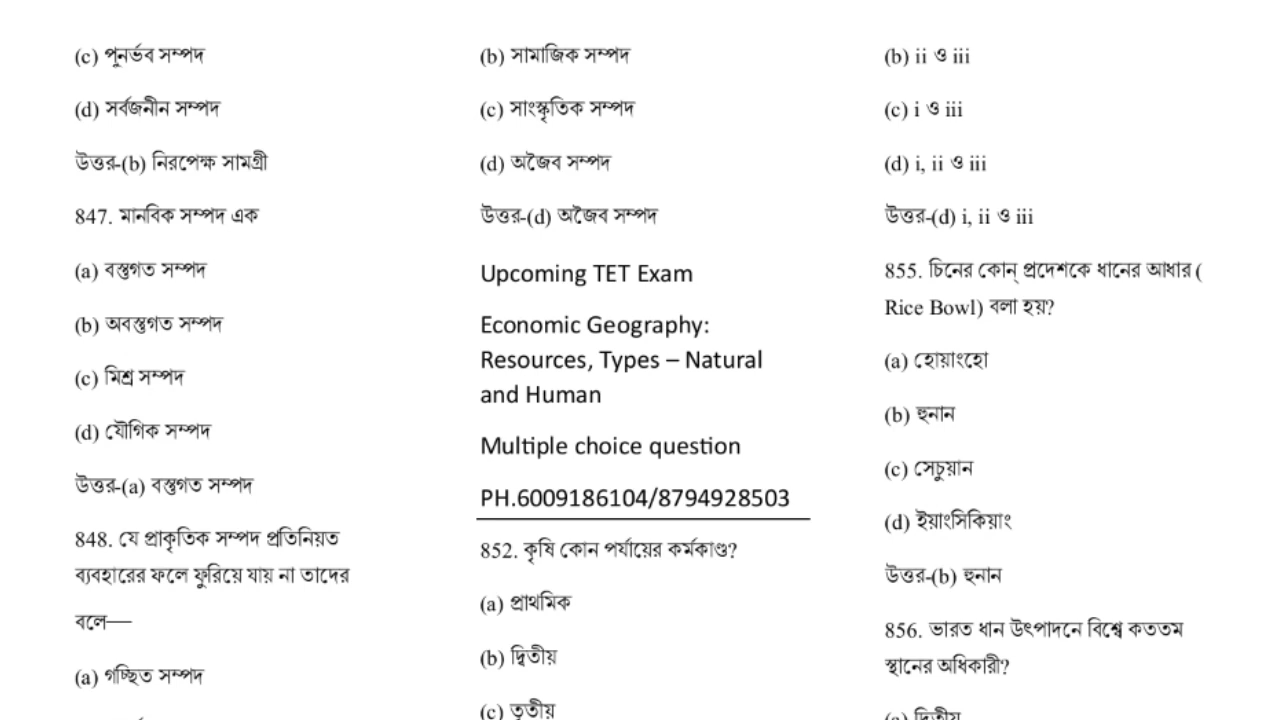 (c) পুনর্ভব সম্পদ
(d) সর্বজনীন সম্পদ
উত্তর-(b) নিরপেক্ষ সামগ্রী
847. মানবিক সম্পদ এক
(a) বস্তুগত সম্পদ
(b) অবস্তুগত সম্পদ
(c) মিশ্র সম্পদ
(d) যৌগিক সম্পদ
উত্তর-(a) বস্তুগত সম্পদ
848. যে প্রাকৃতিক সম্পদ প্রতিনিয়ত
ব্যবহারের ফলে ফুরিয়ে যায় না তাদের
বলে—
(a) গচ্ছিত সম্পদ
(b) সামাজিক সম্পদ
(c) সাংস্কৃতিক সম্পদ
(d) অজৈব সম্পদ
উত্তর-(d) অজৈব সম্পদ
Upcoming TET Exam
Economic Geography:
Resources, Types – Natural
and Human
Multiple choice question
PH.6009186104/8794928503
852. কৃষি কোন পর্যায়ের কর্মকাণ্ড?
(a) প্রাথমিক
(b) দ্বিতীয়
(c) তৃতীয়
(b) ii ও iii
(c) i ও iii
(d) i, ii ও iii
উত্তর-(d) i, ii ও iii
855. চিনের কোন্ প্রদেশকে ধানের আধার (
Rice Bowl) বলা হয়?
(a) হোয়াংহো
(b) হুনান
(c) সেচুয়ান
(d) ইয়াংসিকিয়াং
উত্তর-(b) হুনান
856. ভারত ধান উৎপাদনে বিশ্বে কততম
স্থানের অধিকারী?
(a) দ্বিতীয়